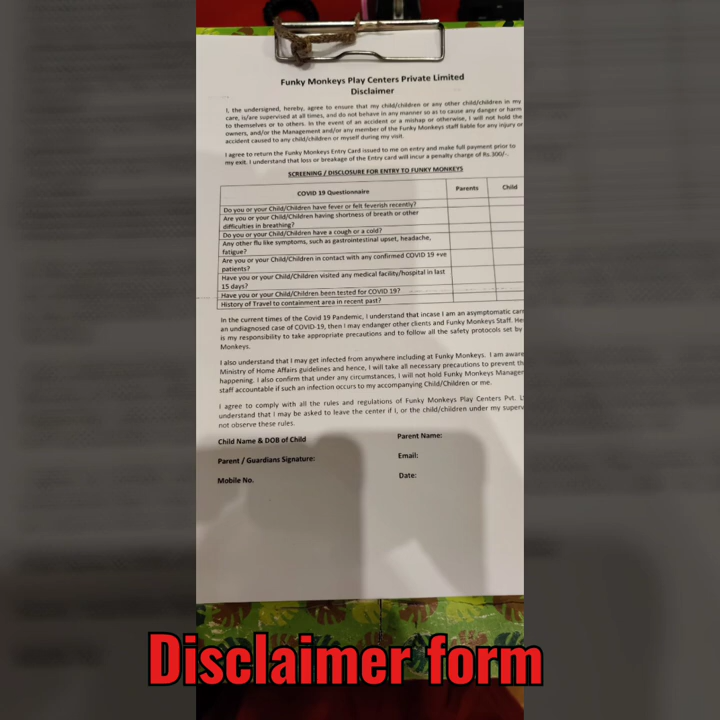 Funky Monkeys Play Centers Private Limited
Disclaimer
I, the undersigned, hereby, agree to ensure that my child/children or any other child/children in my
care, is/are supervised at all times, and do not behave in any manner so as to cause any danger or harm
to themselves or to others. In the event of an accident or a mishap or otherwise, I will not hold the
owners, and/or the Management and/or any member of the Funky Monkeys staff liable for any injury or
accident caused to any child/children or myself during my visit.
I agree to return the Funky Monkeys Entry Card issued to me on entry and make full payment prior to
my exit. I understand that loss or breakage of the Entry card will incur a penalty charge of Rs.300/-.
SCREENING / DISCLOSURE FOR ENTRY TO FUNKY MONKEYS
COVID 19 Questionnaire Parents Child
Do you or your Child/Children have fever or felt feverish recently?
Are you or your Child/Children having shortness of breath or other
difficulties in breathing?
Do you or your Child/Children have a cough or a cold?
Any other flu like symptoms, such as gastrointestinal upset, headache,
fatigue?
Are you or your Child/Children in contact with any confirmed COVID 19 +ve
patients?
Have you or your Child/Children visited any medical facility/hospital in last
15 days?
Have you or your Child/Children been tested for COVID 19?
History of Travel to containment area in recent past?
In the current times of the Covid 19 Pandemic, I understand that incase I am an asymptomatic
an undiagnosed case of COVID-19, then I may endanger other clients and Funky Monkeys Staff.
is my responsibility to take appropriate precautions and to follow all the safety protocols set by
Monkeys.
I also understand that I may get infected from anywhere including at Funky Monkeys. I am
Ministry of Home Affairs guidelines and hence, I will take all necessary precautions to prevent
happening. I also confirm that under any circumstances, I will not hold Funky Monkeys
staff accountable if such an infection occurs to my accompanying Child/Children or me.
I agree to comply with all the rules and regulations of Funky Monkeys Play Centers Pvt.
understand that I may be asked to leave the center if I, or the child/children under my
not observe these rules.
Child Name & DOB of Child Parent Name:
Parent / Guardians Signature: Email:
Mobile No. Date:
Disclaimer form